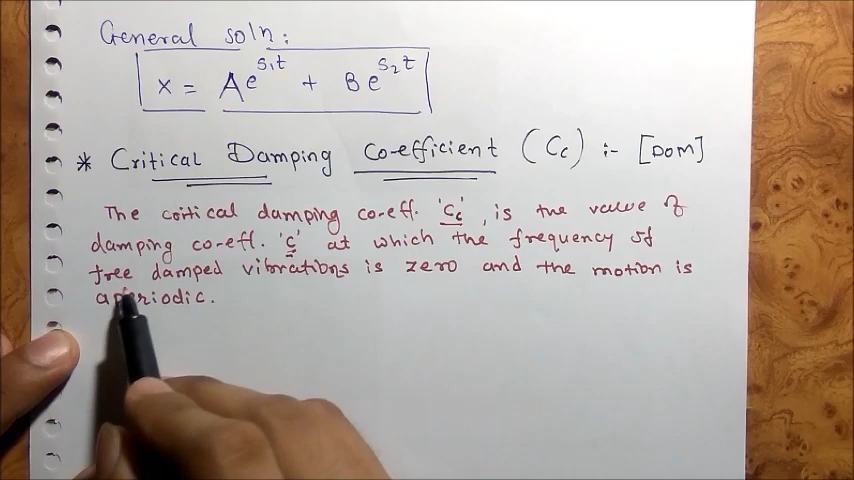 General soln:
x = Ae^{s₁t} + Be^{s₂t}
* Critical Damping Co-efficient (Cc) :- [DOM]
The critical damping co-eff. 'Cc', is the value of
damping co-eff. 'c' at which the frequency of
free damped vibrations is zero and the motion is
aperiodic.